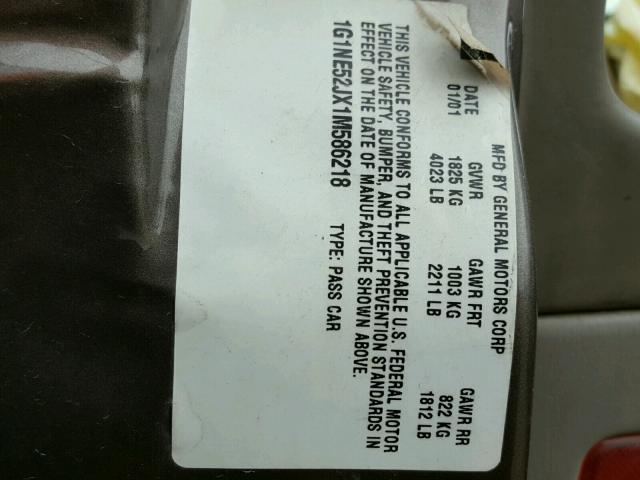 MFD BY GENERAL MOTORS CORP
DATE GVWR GAWR FRT GAWR RR
01/01 1825 KG 1003 KG 822 KG
4023 LB 2211 LB 1812 LB
THIS VEHICLE CONFORMS TO ALL APPLICABLE U.S. FEDERAL MOTOR
VEHICLE SAFETY, BUMPER, AND THEFT PREVENTION STANDARDS IN
EFFECT ON THE DATE OF MANUFACTURE SHOWN ABOVE.
1G1NE52JX1M586218 TYPE: PASS CAR